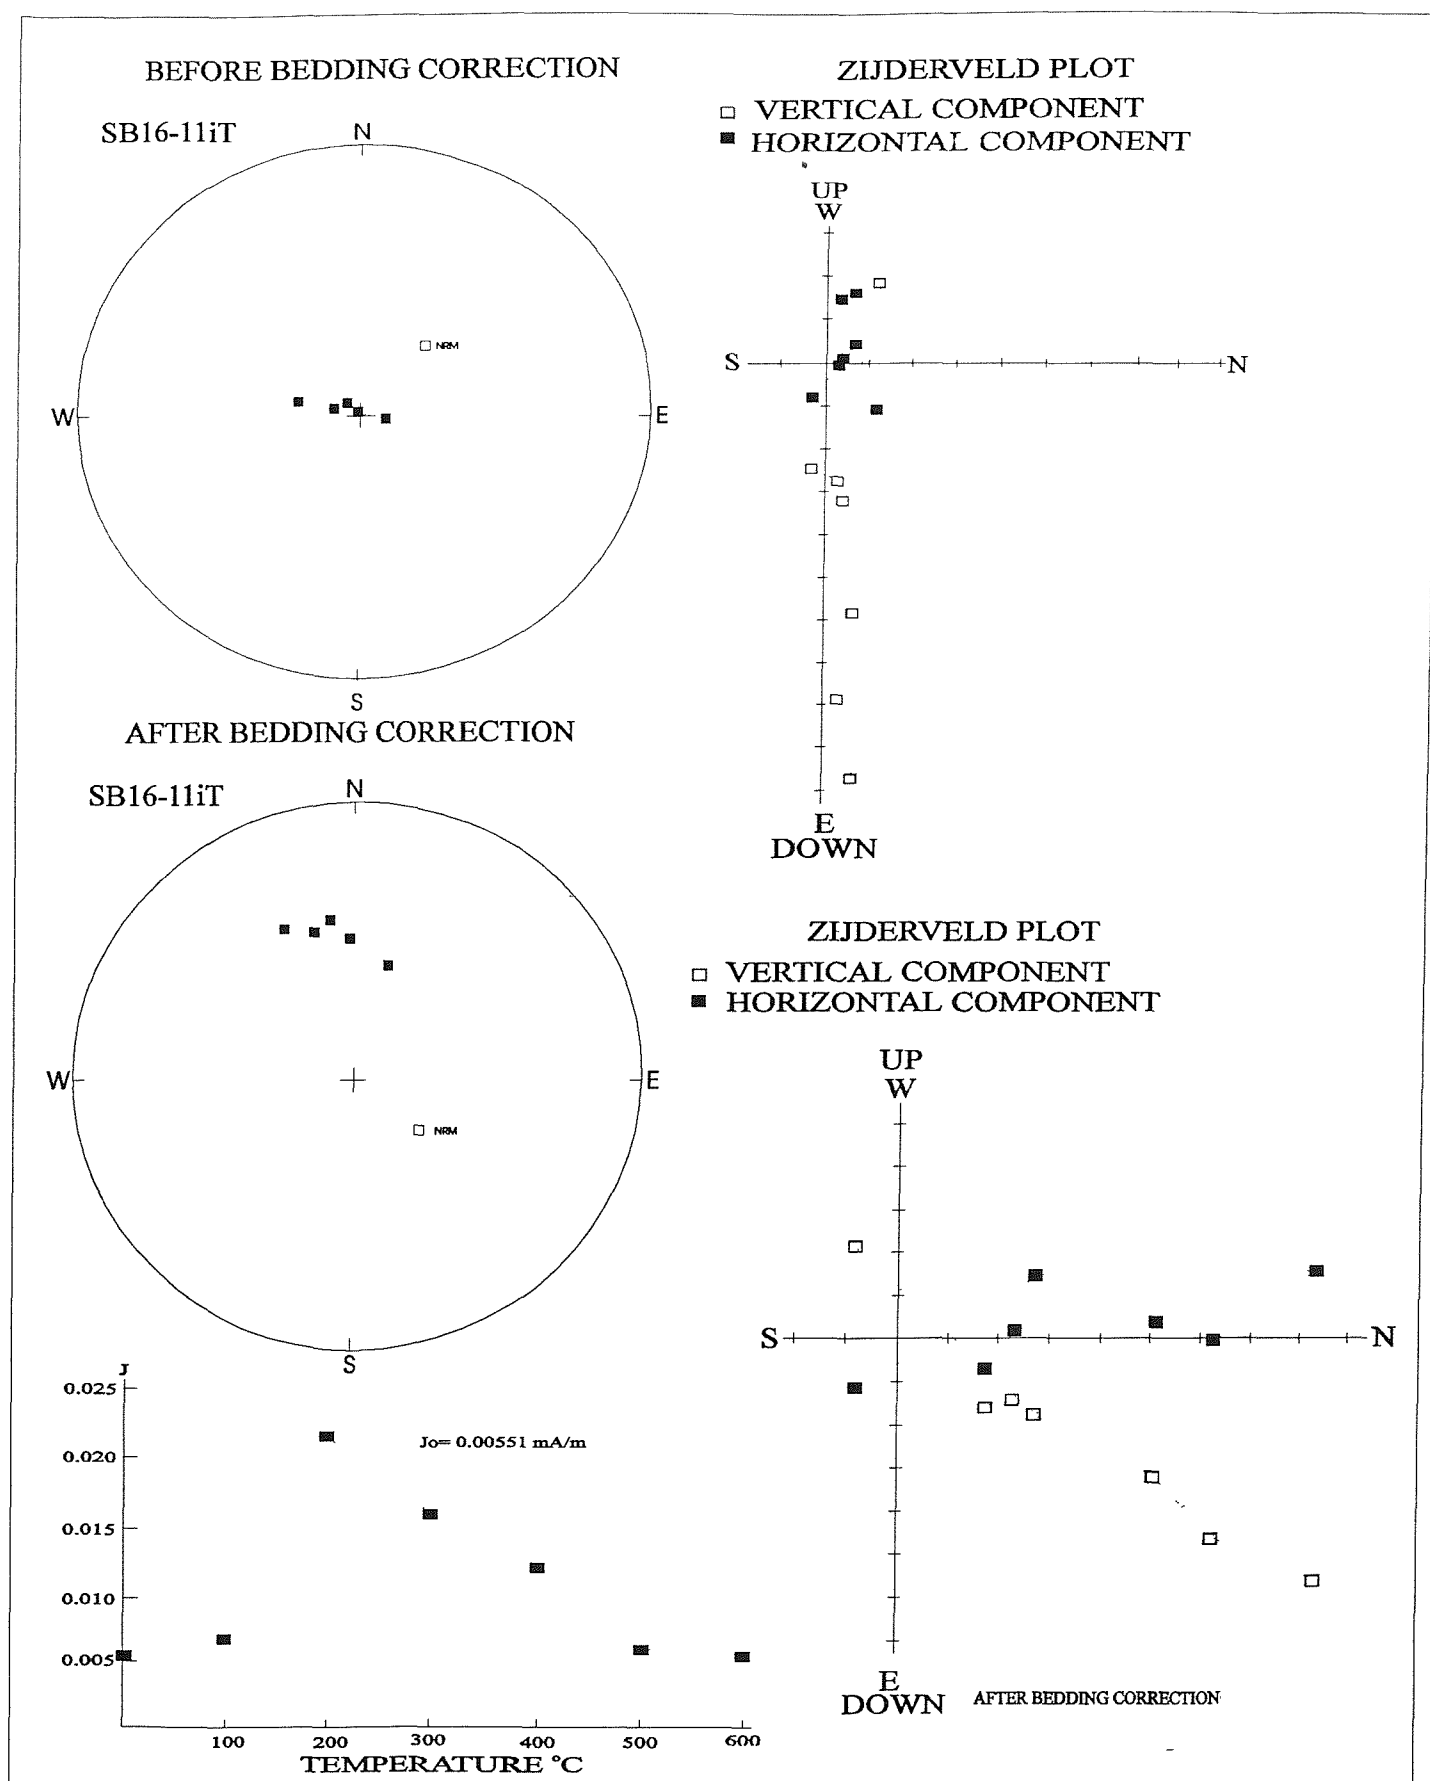 BEFORE BEDDING CORRECTION
SB16-11iT
N
NRM
W
E
S
ZIJDERVELD PLOT
VERTICAL COMPONENT
HORIZONTAL COMPONENT
UP
W
S
N
E
DOWN
AFTER BEDDING CORRECTION
SB16-11iT
N
W
E
NRM
S
ZIJDERVELD PLOT
VERTICAL COMPONENT
HORIZONTAL COMPONENT
UP
W
S
N
E
DOWN
AFTER BEDDING CORRECTION
J
0.025
Jo= 0.00551 mA/m
0.020
0.015
0.010
0.005
100 200 300 400 500 600
TEMPERATURE °C